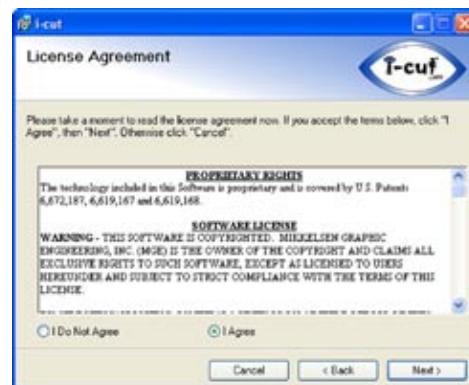 i-cut
License Agreement
i-cut
Please take a moment to read the license agreement now. If you accept the terms below, click "I
Agree", then "Next". Otherwise click "Cancel".
PROPRIETARY RIGHTS
The technology included in this Software is proprietary and is covered by U.S. Patents
6,672,187, 6,619,167 and 6,619,168.
SOFTWARE LICENSE
WARNING - THIS SOFTWARE IS COPYRIGHTED. MIKKELSEN GRAPHIC
ENGINEERING, INC. (MGE) IS THE OWNER OF THE COPYRIGHT AND CLAIMS ALL
EXCLUSIVE RIGHTS TO SUCH SOFTWARE, EXCEPT AS LICENSED TO USERS
HEREUNDER AND SUBJECT TO STRICT COMPLIANCE WITH THE TERMS OF THIS
LICENSE.
I Do Not Agree
I Agree
Cancel
< Back
Next >